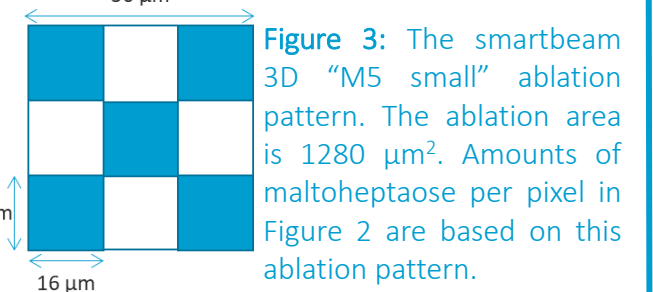 Figure 3: The smartbeam
3D “M5 small” ablation
pattern. The ablation area
is 1280 µm². Amounts of
maltoheptaose per pixel in
Figure 2 are based on this
ablation pattern.
16 µm